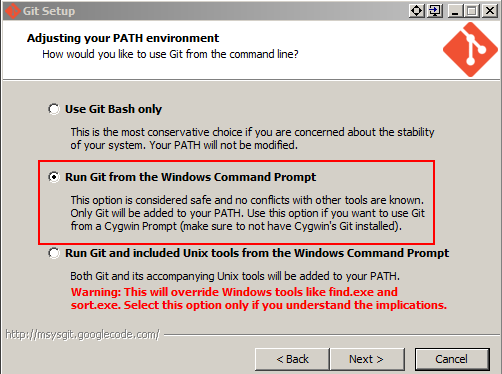 Git Setup
Adjusting your PATH environment
How would you like to use Git from the command line?
Use Git Bash only
This is the most conservative choice if you are concerned about the stability
of your system. Your PATH will not be modified.
Run Git from the Windows Command Prompt
This option is considered safe and no conflicts with other tools are known.
Only Git will be added to your PATH. Use this option if you want to use Git
from a Cygwin Prompt (make sure to not have Cygwin's Git installed).
Run Git and included Unix tools from the Windows Command Prompt
Both Git and its accompanying Unix tools will be added to your PATH.
Warning: This will override Windows tools like find.exe and
sort.exe. Select this option only if you understand the implications.
http://msysgit.googlecode.com/
< Back
Next >
Cancel